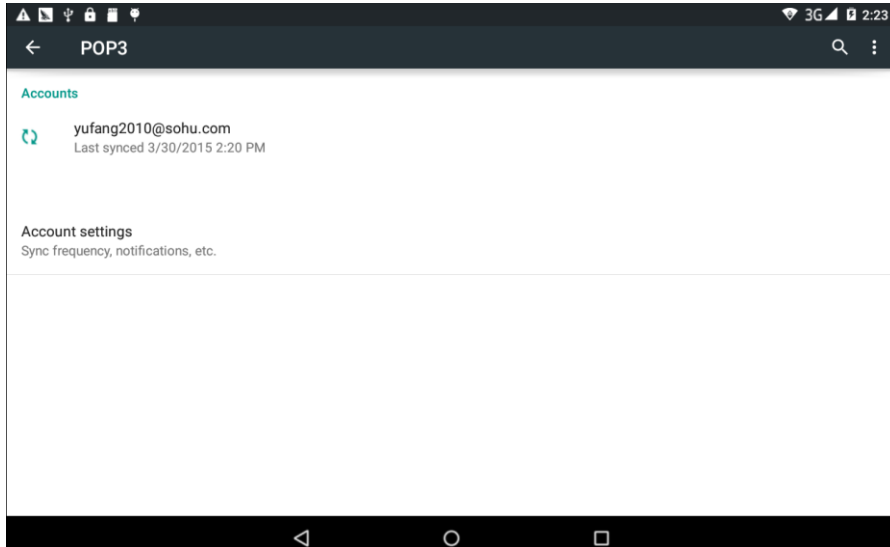 3G 2:23
POP3
Accounts
yufang2010@sohu.com
Last synced 3/30/2015 2:20 PM
Account settings
Sync frequency, notifications, etc.